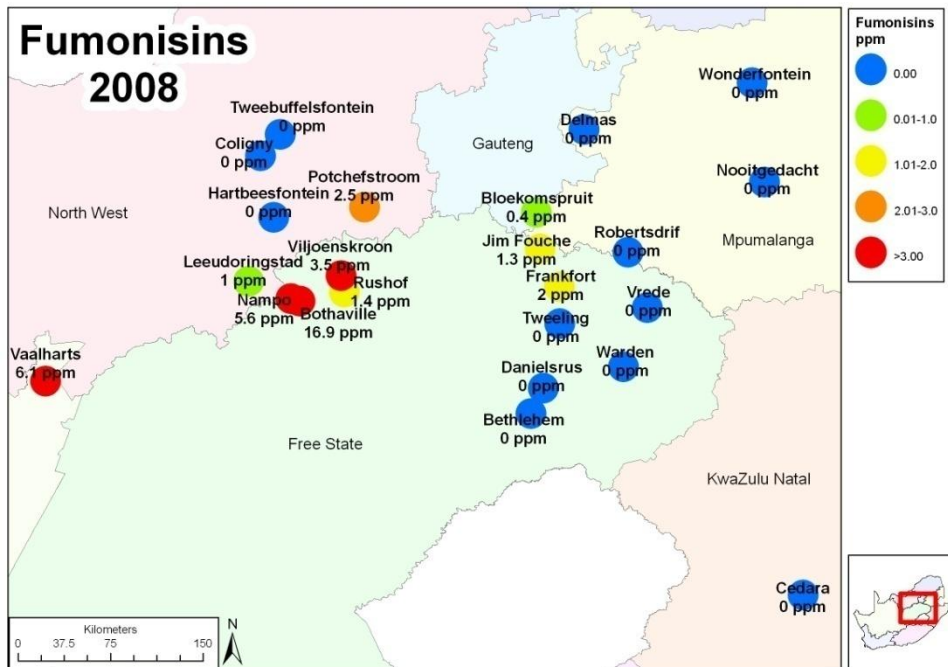 Fumonisins
2008
Fumonisins
ppm
0.00
0.01-1.0
1.01-2.0
2.01-3.0
>3.00
Wonderfontein
0 ppm
Tweebuffelsfontein
0 ppm
Delmas
0 ppm
Coligny
0 ppm
Gauteng
Potchefstroom
2.5 ppm
Nooitgedacht
0 ppm
Hartbeesfontein
0 ppm
Bloekomspruit
0.4 ppm
North West
Robertsdrif
0 ppm
Mpumalanga
Viljoenskroon
3.5 ppm
Jim Fouche
1.3 ppm
Leeudoringstad
1 ppm
Rushof
1.4 ppm
Frankfort
2 ppm
Nampo
5.6 ppm
Bothaville
16.9 ppm
Vrede
0 ppm
Tweeling
0 ppm
Vaalharts
6.1 ppm
Warden
0 ppm
Danielsrus
0 ppm
Bethlehem
0 ppm
Free State
KwaZulu Natal
Cedara
0 ppm
Kilometers
0 37.5 75 150
N